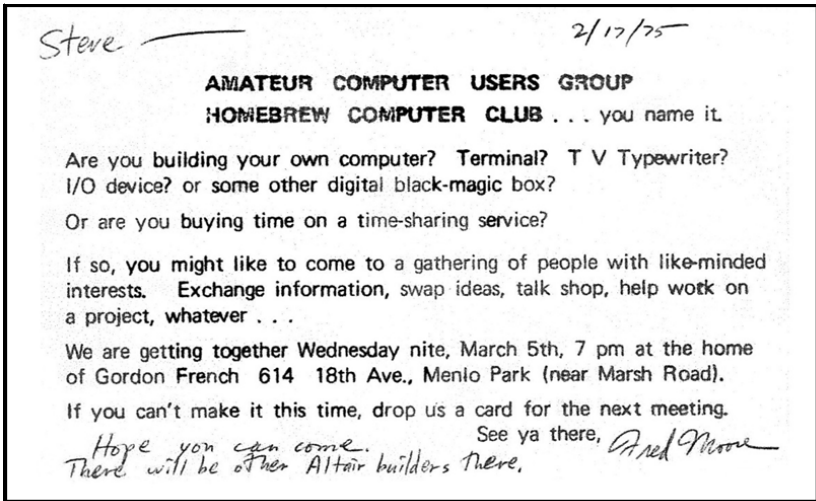 Steve — 2/17/75
AMATEUR COMPUTER USERS GROUP
HOMEBREW COMPUTER CLUB . . . you name it.
Are you building your own computer? Terminal? T V Typewriter?
I/O device? or some other digital black-magic box?
Or are you buying time on a time-sharing service?
If so, you might like to come to a gathering of people with like-minded
interests. Exchange information, swap ideas, talk shop, help work on
a project, whatever . . .
We are getting together Wednesday nite, March 5th, 7 pm at the home
of Gordon French 614 18th Ave., Menlo Park (near Marsh Road).
If you can't make it this time, drop us a card for the next meeting.
See ya there, Fred Moore
Hope you can come.
There will be other Altair builders there.